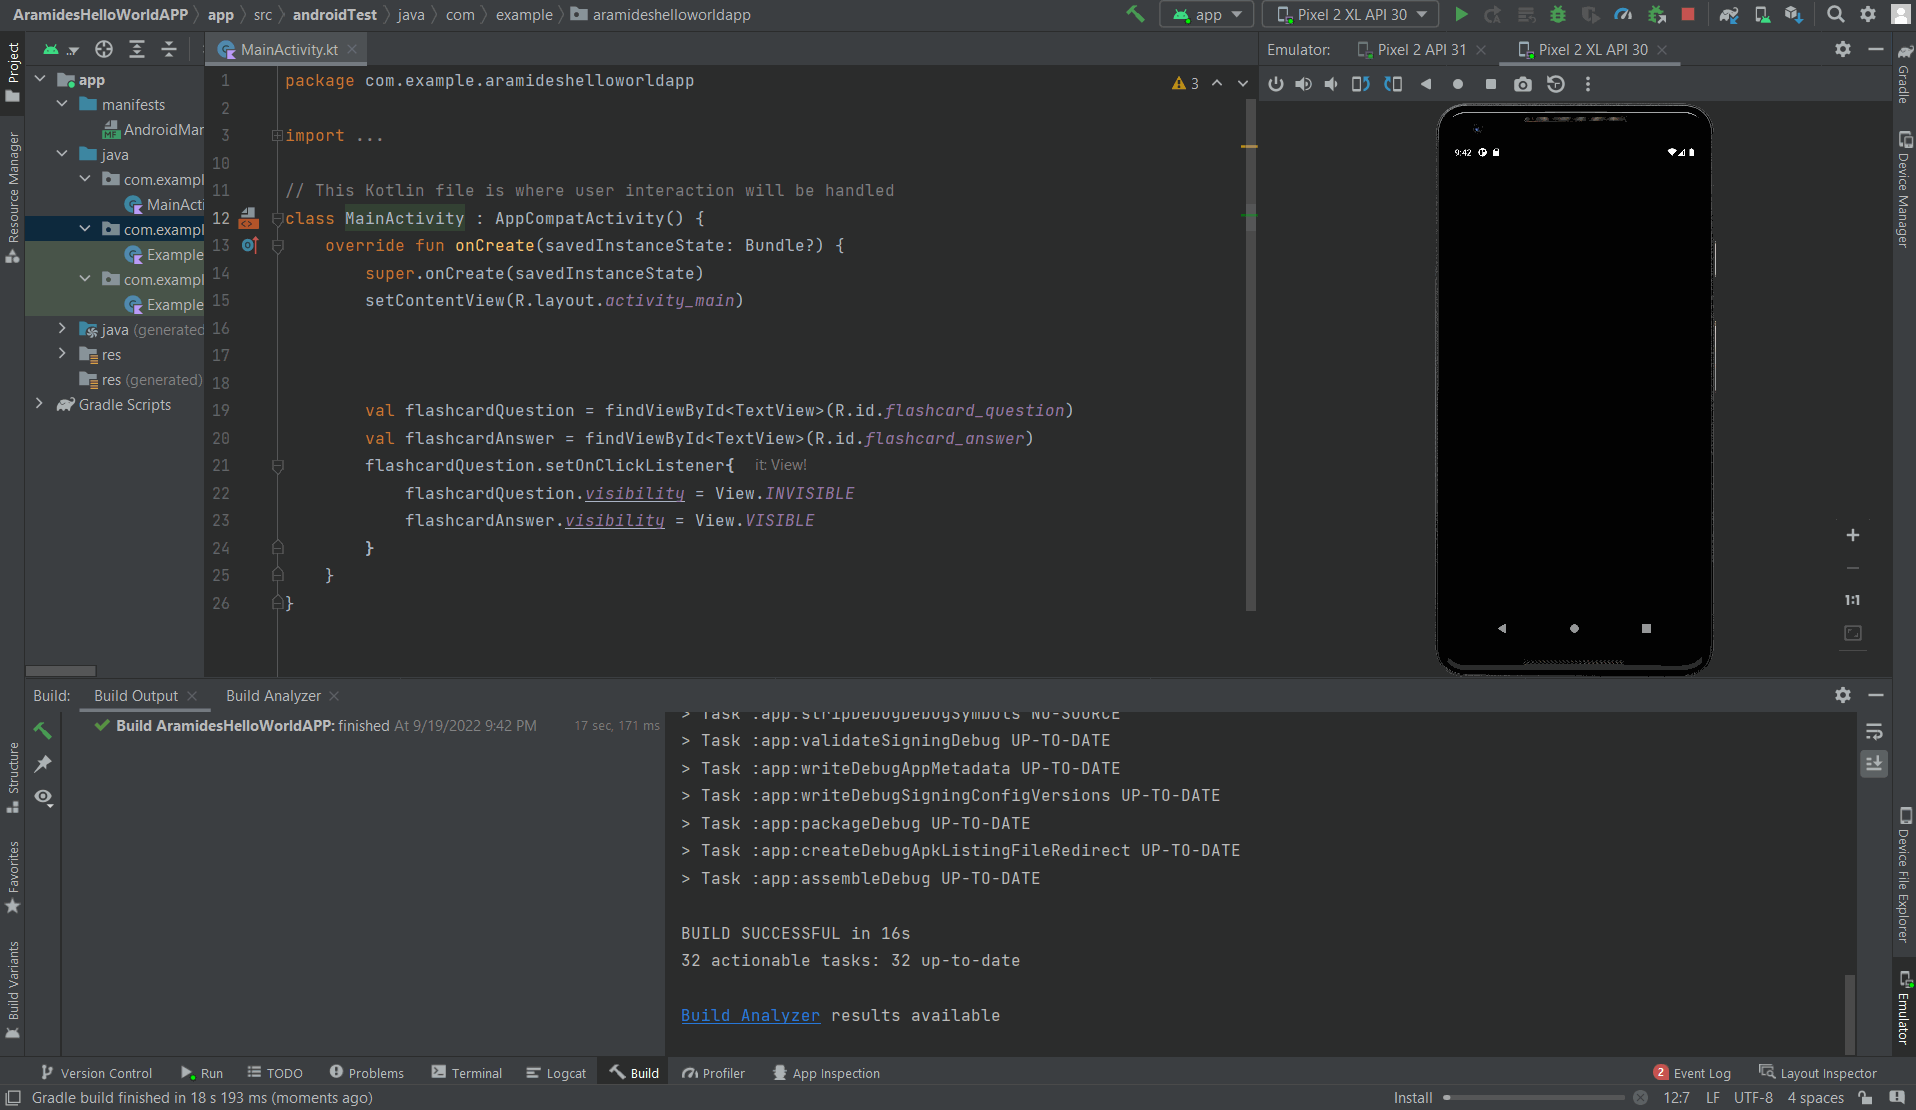 AramidesHelloWorldAPP app src androidTest java com example aramideshelloworldapp
app Pixel 2 XL API 30
Project
Resource Manager
Structure
Favorites
Build Variants
app
manifests
AndroidMar
java
com.exampl
MainActi
com.exampl
Example
com.exampl
Example
java (generated
res
res (generated)
Gradle Scripts
MainActivity.kt
3
1 package com.example.aramideshelloworldapp
2
3 import ...
10
11 // This Kotlin file is where user interaction will be handled
12 class MainActivity : AppCompatActivity() {
13 override fun onCreate(savedInstanceState: Bundle?) {
14 super.onCreate(savedInstanceState)
15 setContentView(R.layout.activity_main)
16
17
18
19 val flashcardQuestion = findViewById<TextView>(R.id.flashcard_question)
20 val flashcardAnswer = findViewById<TextView>(R.id.flashcard_answer)
21 flashcardQuestion.setOnClickListener{ it: View!
22 flashcardQuestion.visibility = View.INVISIBLE
23 flashcardAnswer.visibility = View.VISIBLE
24 }
25 }
26 }
Emulator: Pixel 2 API 31 Pixel 2 XL API 30
9:42
1:1
Gradle
Device Manager
Device File Explorer
Emulator
Build: Build Output Build Analyzer
Build AramidesHelloWorldAPP: finished At 9/19/2022 9:42 PM 17 sec, 171 ms
> Task :app:stripDebugDebugSymbols NO-SOURCE
> Task :app:validateSigningDebug UP-TO-DATE
> Task :app:writeDebugAppMetadata UP-TO-DATE
> Task :app:writeDebugSigningConfigVersions UP-TO-DATE
> Task :app:packageDebug UP-TO-DATE
> Task :app:createDebugApkListingFileRedirect UP-TO-DATE
> Task :app:assembleDebug UP-TO-DATE
BUILD SUCCESSFUL in 16s
32 actionable tasks: 32 up-to-date
Build Analyzer results available
Version Control Run TODO Problems Terminal Logcat Build Profiler App Inspection 2 Event Log Layout Inspector
Gradle build finished in 18 s 193 ms (moments ago) Install 12:7 LF UTF-8 4 spaces